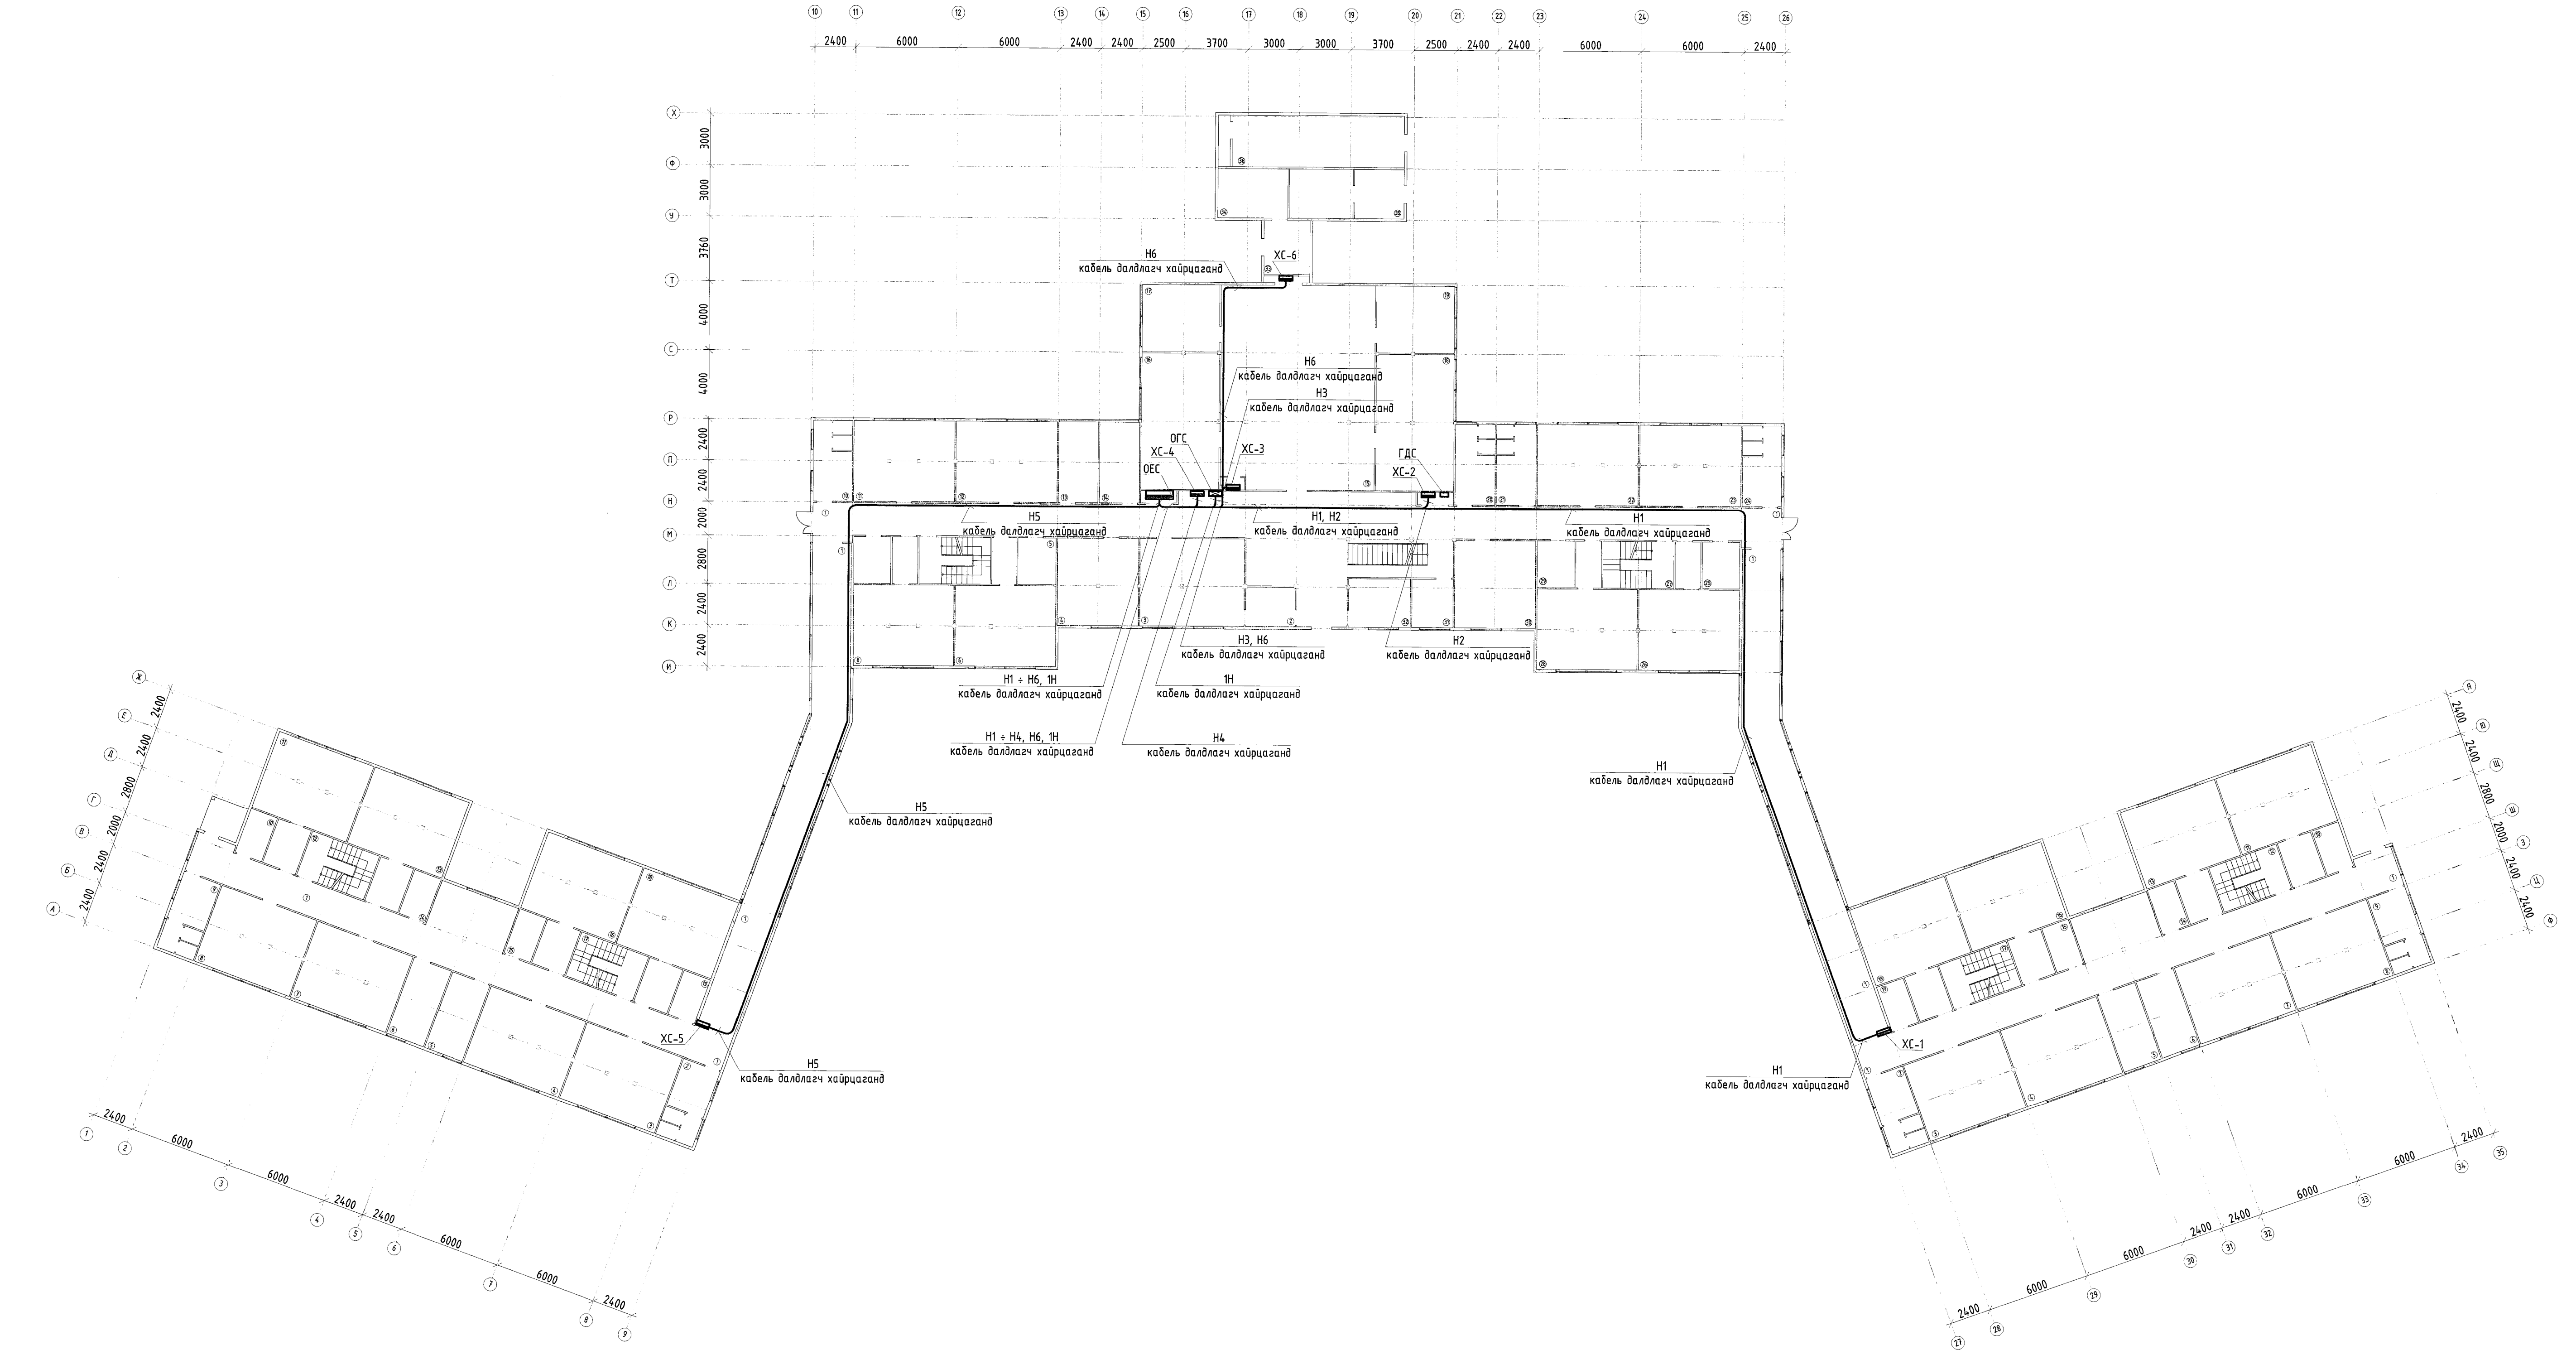 10 11 12 13 14 15 16 17 18 19 20 21 22 23 24 25 26
2400 6000 6000 2400 2400 2500 3700 3000 3000 3700 2500 2400 2400 6000 6000 2400
Х
3000
Ф
3000
У
3760
Т
4000
С
4000
Р
2400
П
2400
Н
2000
М
2800
Л
2400
К
2400
И
Н6
кабель далдлагч хайрцаганд
ХС-6
Н6
кабель далдлагч хайрцаганд
Н3
кабель далдлагч хайрцаганд
ОГС
ХС-4
ОЕС
ХС-3
ГДС
ХС-2
Н5
кабель далдлагч хайрцаганд
Н1, Н2
кабель далдлагч хайрцаганд
Н1
кабель далдлагч хайрцаганд
Н3, Н6
кабель далдлагч хайрцаганд
Н2
кабель далдлагч хайрцаганд
Н1 ÷ Н6, 1Н
кабель далдлагч хайрцаганд
1Н
кабель далдлагч хайрцаганд
Н1 ÷ Н4, Н6, 1Н
кабель далдлагч хайрцаганд
Н4
кабель далдлагч хайрцаганд
Н1
кабель далдлагч хайрцаганд
Н5
кабель далдлагч хайрцаганд
ХС-5
Н5
кабель далдлагч хайрцаганд
ХС-1
Н1
кабель далдлагч хайрцаганд
Ж
2400
Е
2400
Д
2800
Г
2000
В
2400
Б
2400
А
2400 6000 6000 2400 2400 6000 6000 2400
1 2 3 4 5 6 7 8 9
Я
2400
Ю
2400
Щ
2800
Ш
2000
2400
Ц
2400
Ф
2400 6000 6000 2400 2400 6000 6000 2400
27 28 29 30 31 32 33 34 35